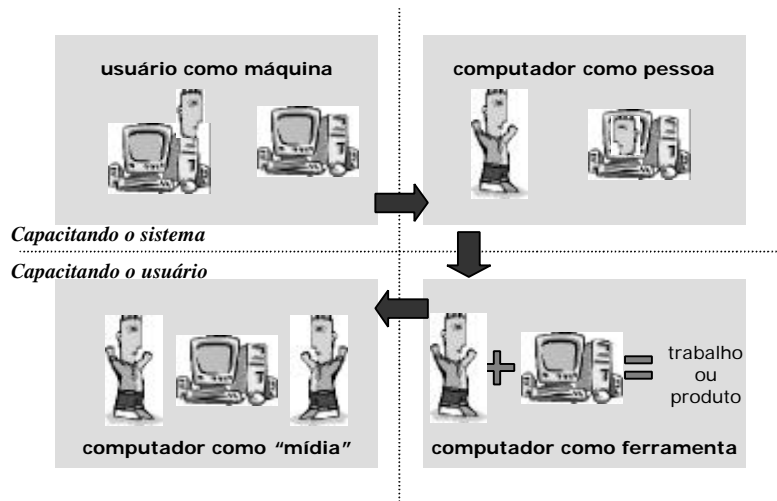 usuário como máquina
computador como pessoa
Capacitando o sistema
Capacitando o usuário
trabalho
ou
produto
computador como “mídia”
computador como ferramenta